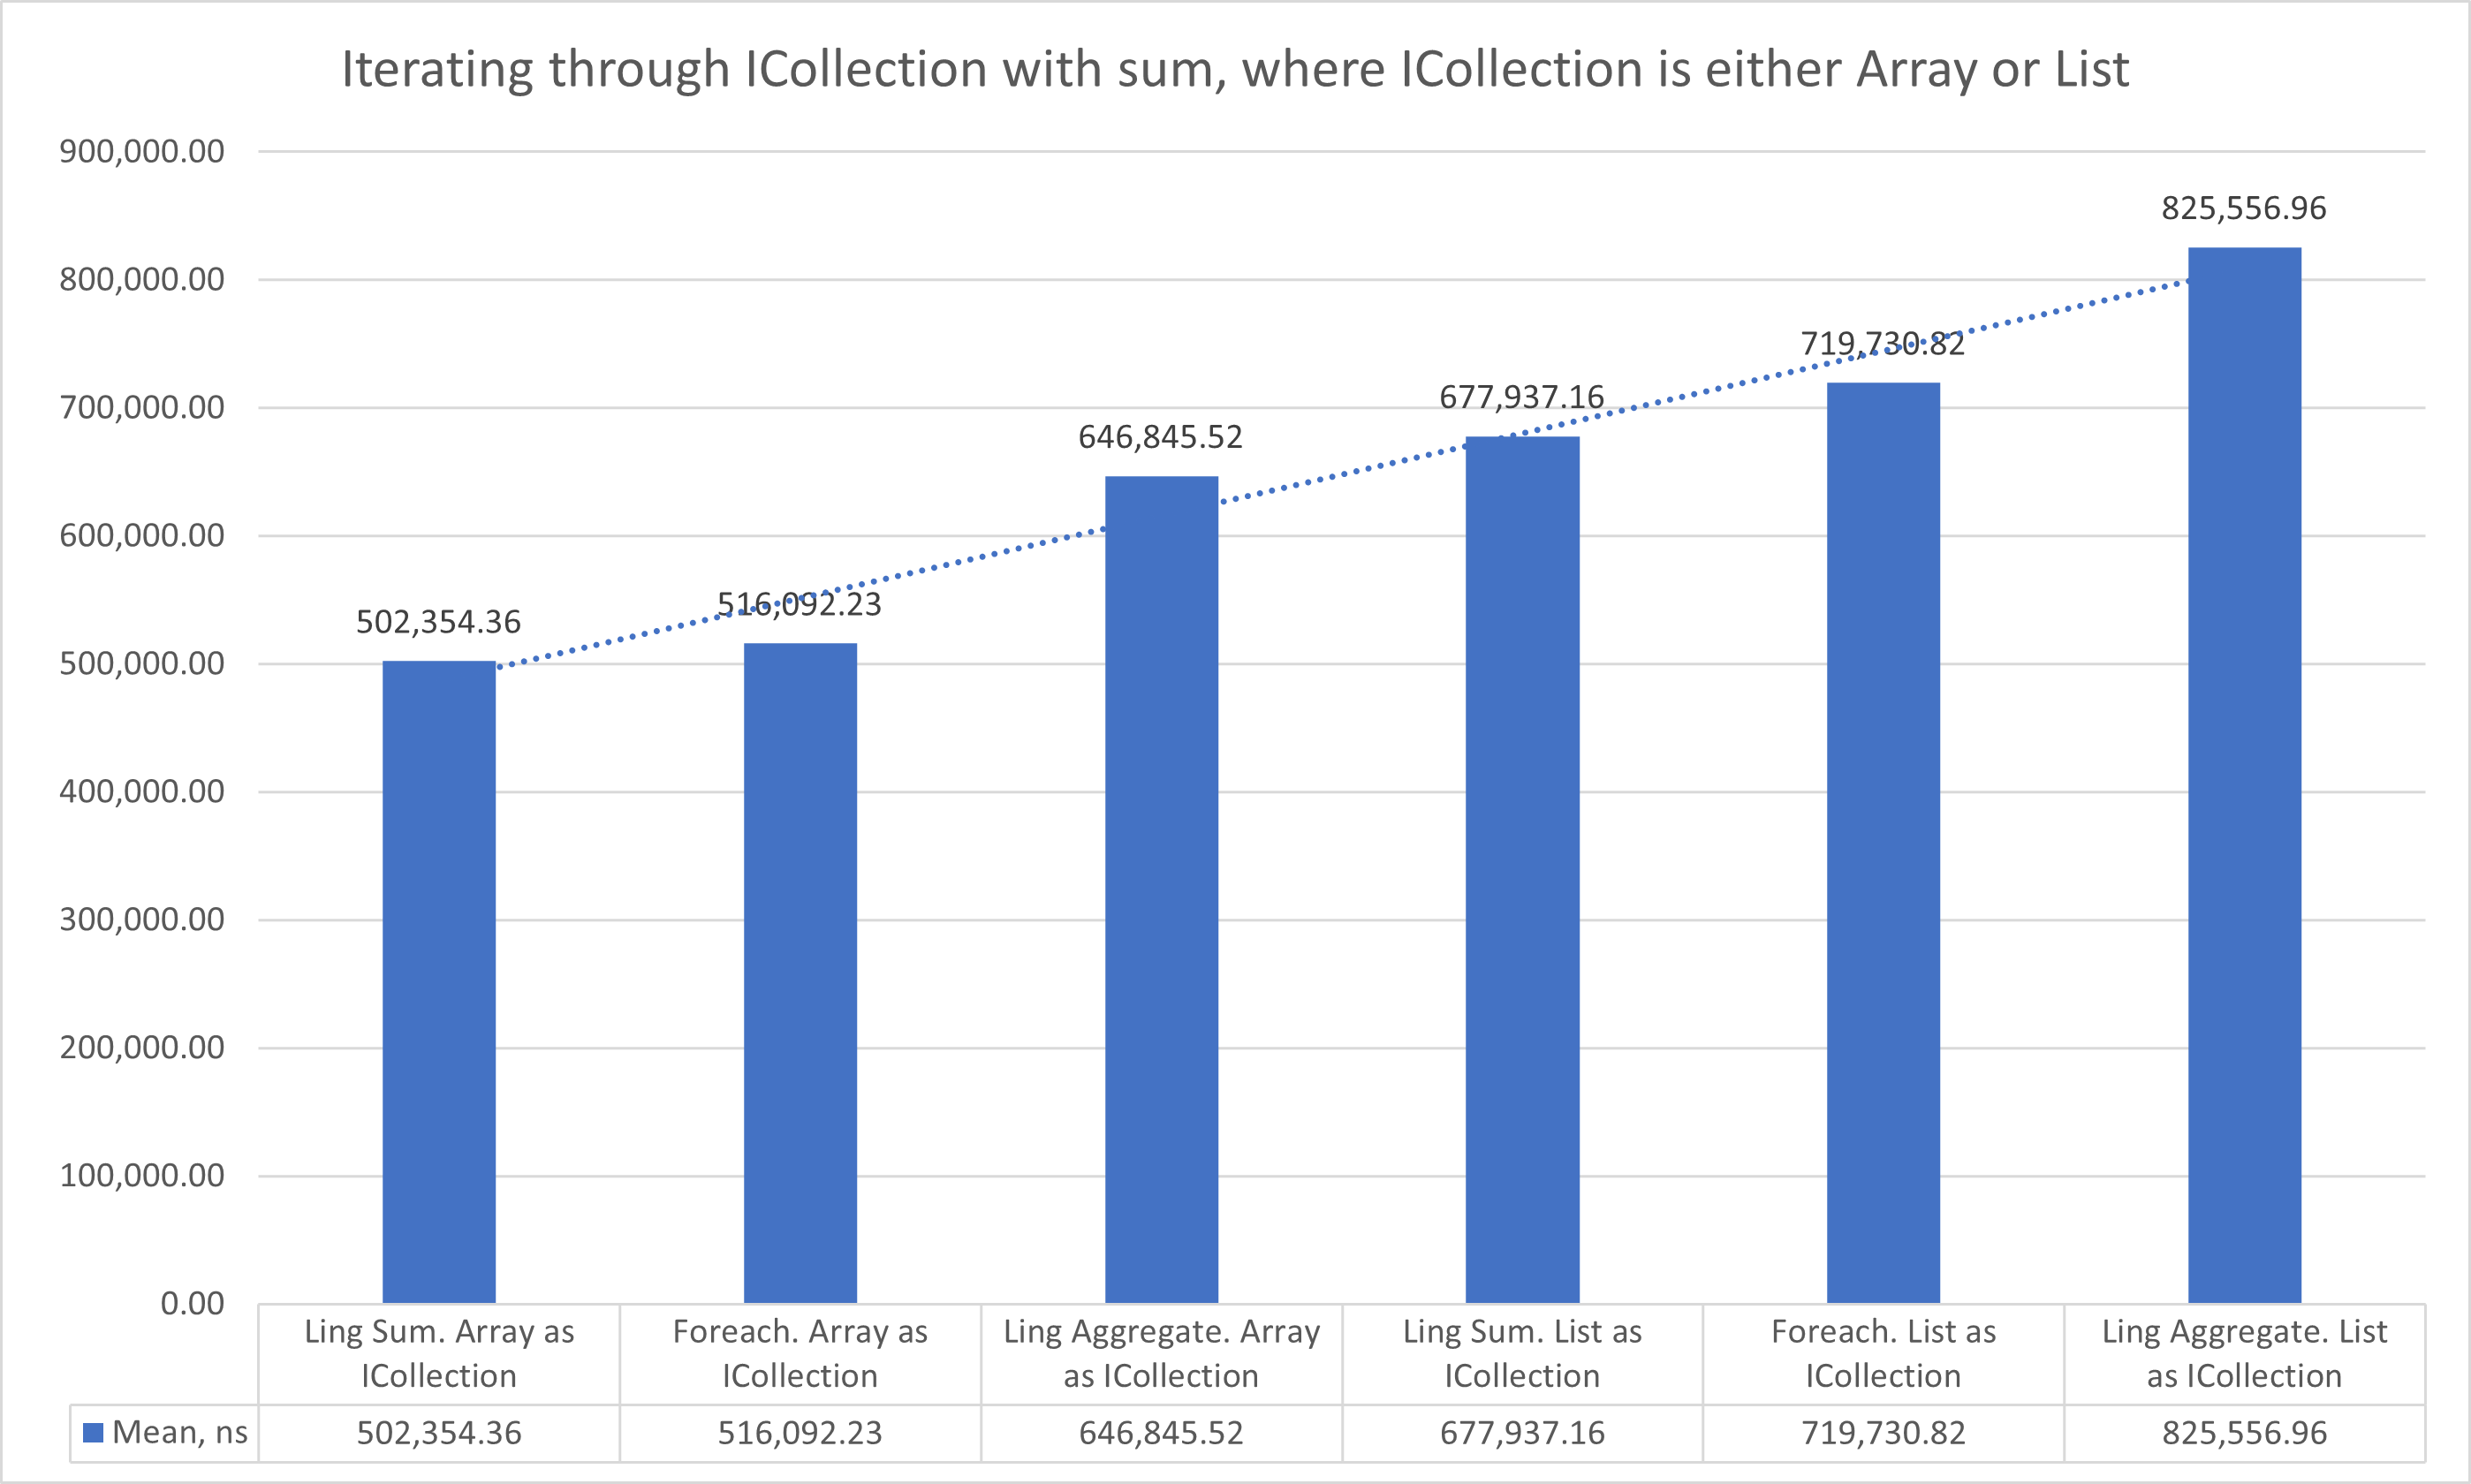 Iterating through ICollection with sum, where ICollection is either Array or List
900,000.00
800,000.00
700,000.00
600,000.00
500,000.00
400,000.00
300,000.00
200,000.00
100,000.00
0.00
502,354.36
516,092.23
646,845.52
677,937.16
719,730.82
825,556.96
Linq Sum. Array as
ICollection
Foreach. Array as
ICollection
Linq Aggregate. Array
as ICollection
Linq Sum. List as
ICollection
Foreach. List as
ICollection
Linq Aggregate. List
as ICollection
Mean, ns
502,354.36
516,092.23
646,845.52
677,937.16
719,730.82
825,556.96